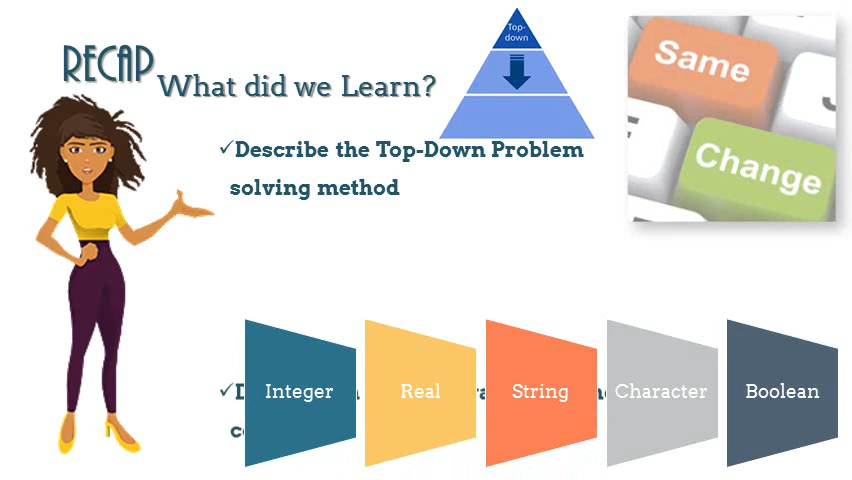 RECAP
What did we Learn?
Top-
down
✓Describe the Top-Down Problem
solving method
Same
Change
Integer
Real
String
Character
Boolean